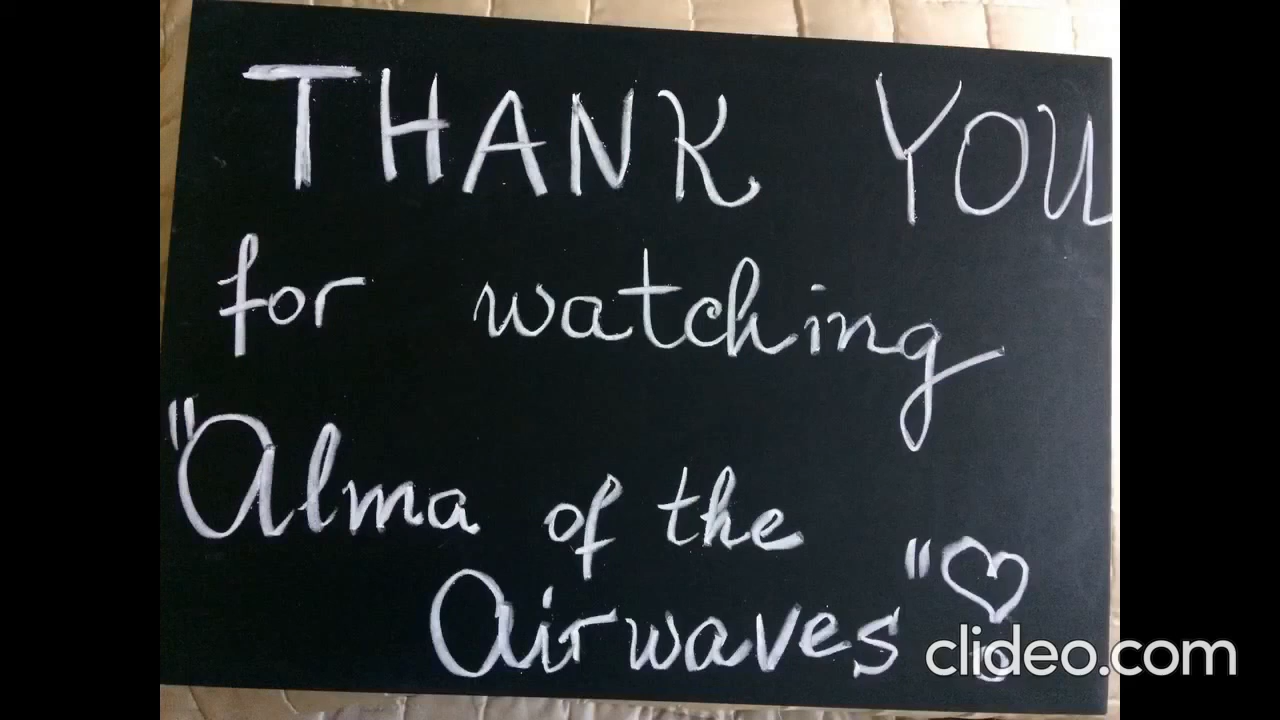 THANK YOU
for watching
"Alma of the
Airwaves" ♡
clideo.com